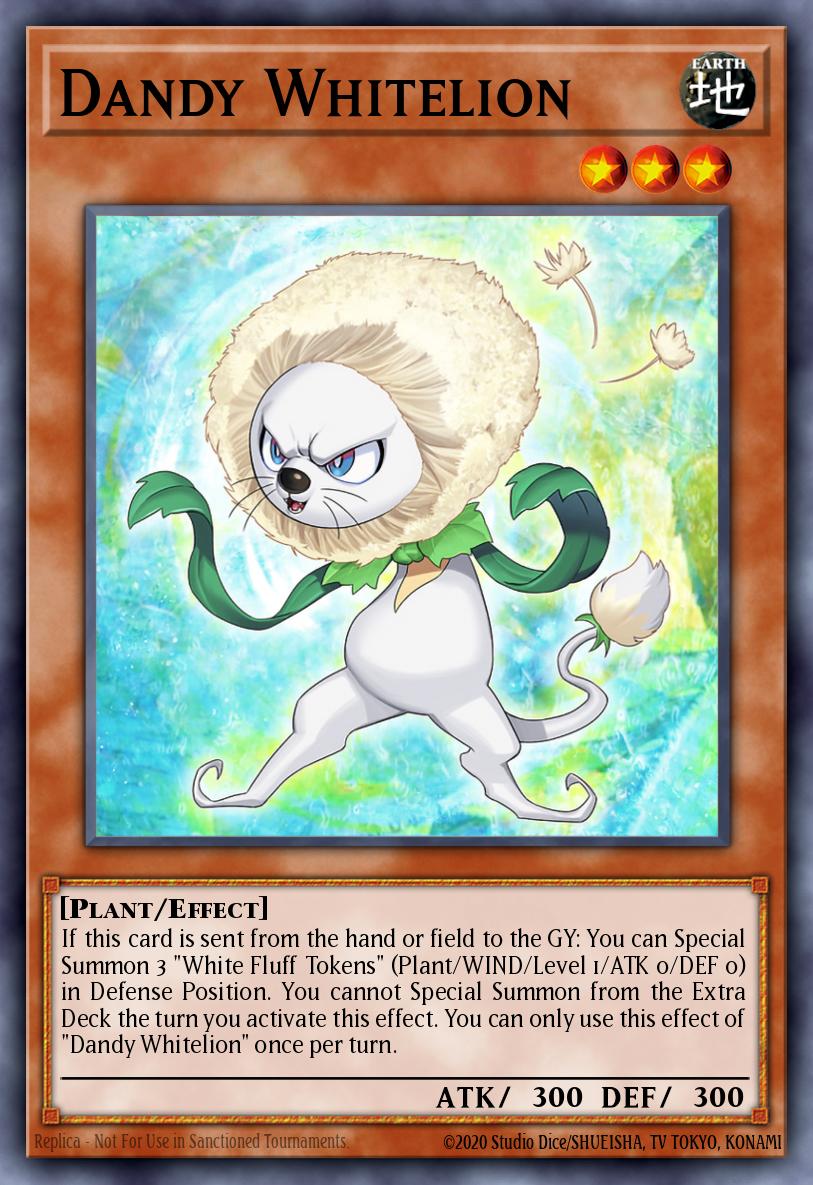 Dandy Whitelion
EARTH
地
[Plant/Effect]
If this card is sent from the hand or field to the GY: You can Special
Summon 3 "White Fluff Tokens" (Plant/WIND/Level 1/ATK 0/DEF 0)
in Defense Position. You cannot Special Summon from the Extra
Deck the turn you activate this effect. You can only use this effect of
"Dandy Whitelion" once per turn.
ATK/ 300 DEF/ 300
Replica - Not For Use in Sanctioned Tournaments.
©2020 Studio Dice/SHUEISHA, TV TOKYO, KONAMI